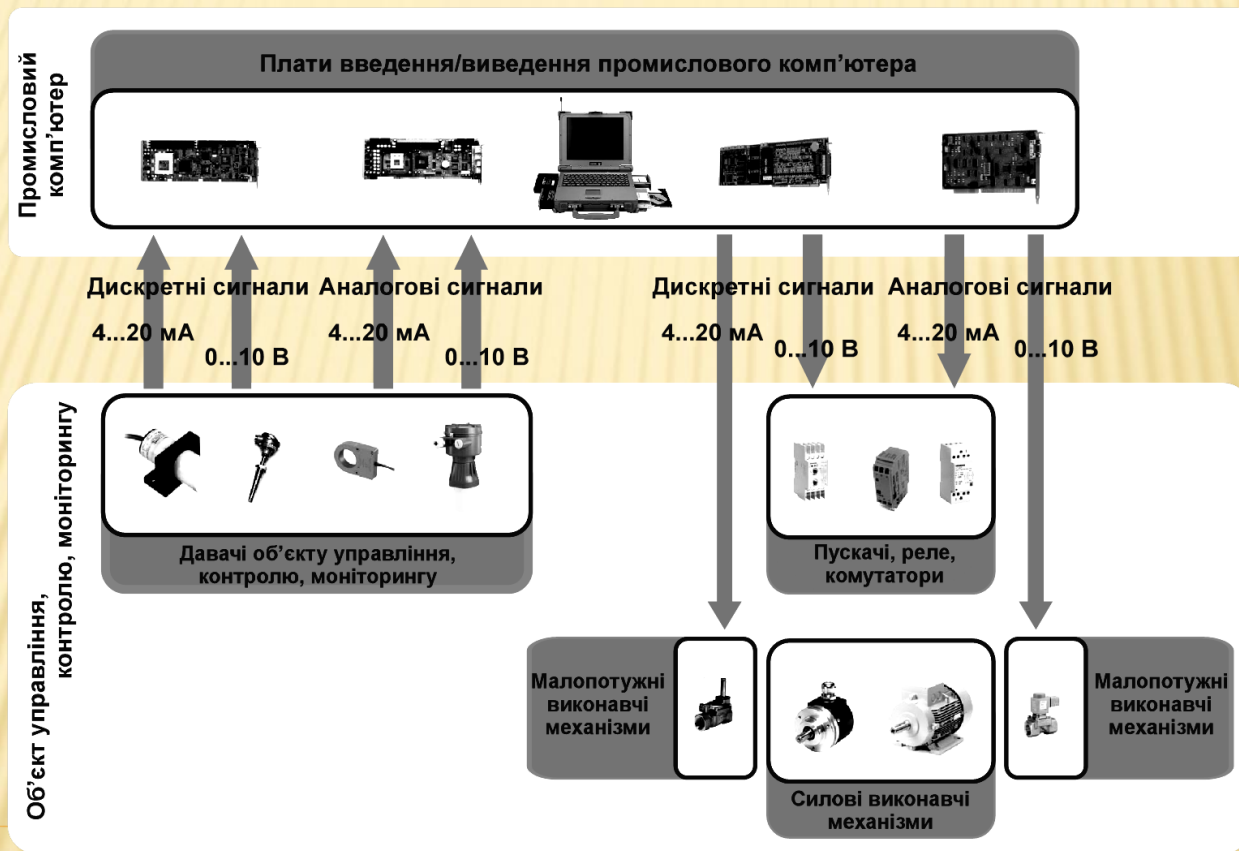 Промисловий
комп’ютер
Плати введення/виведення промислового комп’ютера
Дискретні сигнали
4...20 мА
0...10 В
Аналогові сигнали
4...20 мА
0...10 В
Дискретні сигнали
4...20 мА
0...10 В
Аналогові сигнали
4...20 мА
0...10 В
Об’єкт управління,
контролю, моніторингу
Давачі об’єкту управління,
контролю, моніторингу
Пускачі, реле,
комутатори
Малопотужні
виконавчі
механізми
Силові виконавчі
механізми
Малопотужні
виконавчі
механізми